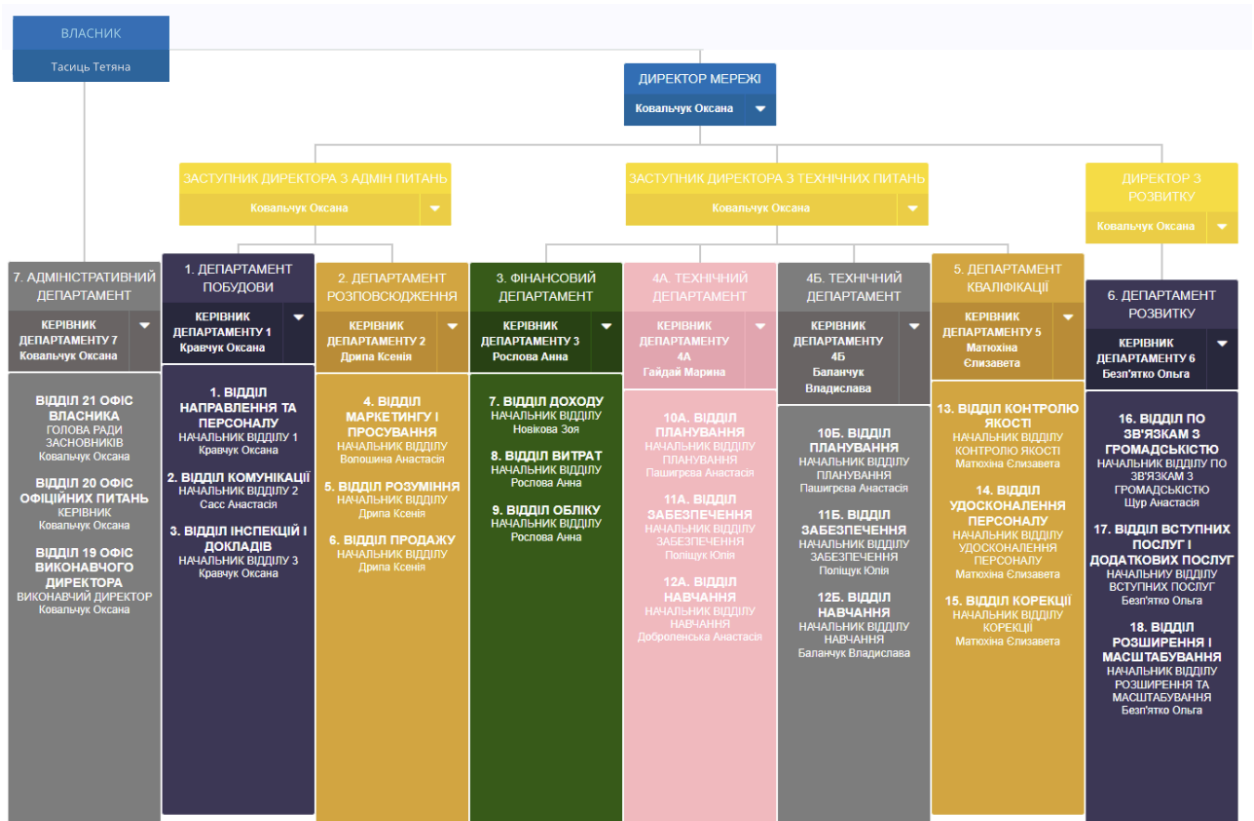 ВЛАСНИК
Тасиць Тетяна
ДИРЕКТОР МЕРЕЖІ
Ковальчук Оксана
ЗАСТУПНИК ДИРЕКТОРА З АДМІН ПИТАНЬ
Ковальчук Оксана
ЗАСТУПНИК ДИРЕКТОРА З ТЕХНІЧНИХ ПИТАНЬ
Ковальчук Оксана
ДИРЕКТОР З
РОЗВИТКУ
Ковальчук Оксана
7. АДМІНІСТРАТИВНИЙ
ДЕПАРТАМЕНТ
КЕРІВНИК
ДЕПАРТАМЕНТУ 7
Ковальчук Оксана
ВІДДІЛ 21 ОФІС
ВЛАСНИКА
ГОЛОВА РАДИ
ЗАСНОВНИКІВ
Ковальчук Оксана
ВІДДІЛ 20 ОФІС
ОФІЦІЙНИХ ПИТАНЬ
КЕРІВНИК
Ковальчук Оксана
ВІДДІЛ 19 ОФІС
ВИКОНАВЧОГО
ДИРЕКТОРА
ВИКОНАВЧИЙ ДИРЕКТОР
Ковальчук Оксана
1. ДЕПАРТАМЕНТ
ПОБУДОВИ
КЕРІВНИК
ДЕПАРТАМЕНТУ 1
Кравчук Оксана
1. ВІДДІЛ
НАПРАВЛЕННЯ ТА
ПЕРСОНАЛУ
НАЧАЛЬНИК ВІДДІЛУ 1
Кравчук Оксана
2. ВІДДІЛ КОМУНІКАЦІЇ
НАЧАЛЬНИК ВІДДІЛУ 2
Сасс Анастасія
3. ВІДДІЛ ІНСПЕКЦІЙ І
ДОКЛАДІВ
НАЧАЛЬНИК ВІДДІЛУ 3
Кравчук Оксана
2. ДЕПАРТАМЕНТ
РОЗПОВСЮДЖЕННЯ
КЕРІВНИК
ДЕПАРТАМЕНТУ 2
Дрипа Ксенія
4. ВІДДІЛ
МАРКЕТИНГУ І
ПРОСУВАННЯ
НАЧАЛЬНИК ВІДДІЛУ
Волошина Анастасія
5. ВІДДІЛ РОЗУМІННЯ
НАЧАЛЬНИК ВІДДІЛУ
Дрипа Ксенія
6. ВІДДІЛ ПРОДАЖУ
НАЧАЛЬНИК ВІДДІЛУ
Дрипа Ксенія
3. ФІНАНСОВИЙ
ДЕПАРТАМЕНТ
КЕРІВНИК
ДЕПАРТАМЕНТУ 3
Рослова Анна
7. ВІДДІЛ ДОХОДУ
НАЧАЛЬНИК ВІДДІЛУ
Новікова Зоя
8. ВІДДІЛ ВИТРАТ
НАЧАЛЬНИК ВІДДІЛУ
Рослова Анна
9. ВІДДІЛ ОБЛІКУ
НАЧАЛЬНИК ВІДДІЛУ
Рослова Анна
4А. ТЕХНІЧНИЙ
ДЕПАРТАМЕНТ
КЕРІВНИК
ДЕПАРТАМЕНТУ
4А
Гайдай Марина
10А. ВІДДІЛ
ПЛАНУВАННЯ
НАЧАЛЬНИК ВІДДІЛУ
ПЛАНУВАННЯ
Пашигрєва Анастасія
11А. ВІДДІЛ
ЗАБЕЗПЕЧЕННЯ
НАЧАЛЬНИК ВІДДІЛУ
ЗАБЕЗПЕЧЕННЯ
Поліщук Юлія
12А. ВІДДІЛ
НАВЧАННЯ
НАЧАЛЬНИК ВІДДІЛУ
НАВЧАННЯ
Добропенська Анастасія
4Б. ТЕХНІЧНИЙ
ДЕПАРТАМЕНТ
КЕРІВНИК
ДЕПАРТАМЕНТУ
4Б
Баланчук
Владислава
10Б. ВІДДІЛ
ПЛАНУВАННЯ
НАЧАЛЬНИК ВІДДІЛУ
ПЛАНУВАННЯ
Пашигрєва Анастасія
11Б. ВІДДІЛ
ЗАБЕЗПЕЧЕННЯ
НАЧАЛЬНИК ВІДДІЛУ
ЗАБЕЗПЕЧЕННЯ
Поліщук Юлія
12Б. ВІДДІЛ
НАВЧАННЯ
НАЧАЛЬНИК ВІДДІЛУ
НАВЧАННЯ
Баланчук Владислава
5. ДЕПАРТАМЕНТ
КВАЛІФІКАЦІЇ
КЕРІВНИК
ДЕПАРТАМЕНТУ 5
Матюхіна
Єлизавета
13. ВІДДІЛ КОНТРОЛЮ
ЯКОСТІ
НАЧАЛЬНИК ВІДДІЛУ
КОНТРОЛЮ ЯКОСТІ
Матюхіна Єлизавета
14. ВІДДІЛ
УДОСКОНАЛЕННЯ
ПЕРСОНАЛУ
НАЧАЛЬНИК ВІДДІЛУ
УДОСКОНАЛЕННЯ
ПЕРСОНАЛУ
Матюхіна Єлизавета
15. ВІДДІЛ КОРЕКЦІЇ
НАЧАЛЬНИК ВІДДІЛУ
КОРЕКЦІЇ
Матюхіна Єлизавета
6. ДЕПАРТАМЕНТ
РОЗВИТКУ
КЕРІВНИК
ДЕПАРТАМЕНТУ 6
Безп'ятко Ольга
16. ВІДДІЛ ПО
ЗВ'ЯЗКАМ З
ГРОМАДСЬКІСТЮ
НАЧАЛЬНИК ВІДДІЛУ ПО
ЗВ'ЯЗКАМ З
ГРОМАДСЬКІСТЮ
Щур Анастасія
17. ВІДДІЛ ВСТУПНИХ
ПОСЛУГ І
ДОДАТКОВИХ ПОСЛУГ
НАЧАЛЬНИУ ВІДДІЛУ
ВСТУПНИХ ПОСЛУГ
Безп'ятко Ольга
18. ВІДДІЛ
РОЗШИРЕННЯ І
МАСШТАБУВАННЯ
НАЧАЛЬНИК ВІДДІЛУ
РОЗШИРЕННЯ ТА
МАСШТАБУВАННЯ
Безп'ятко Ольга